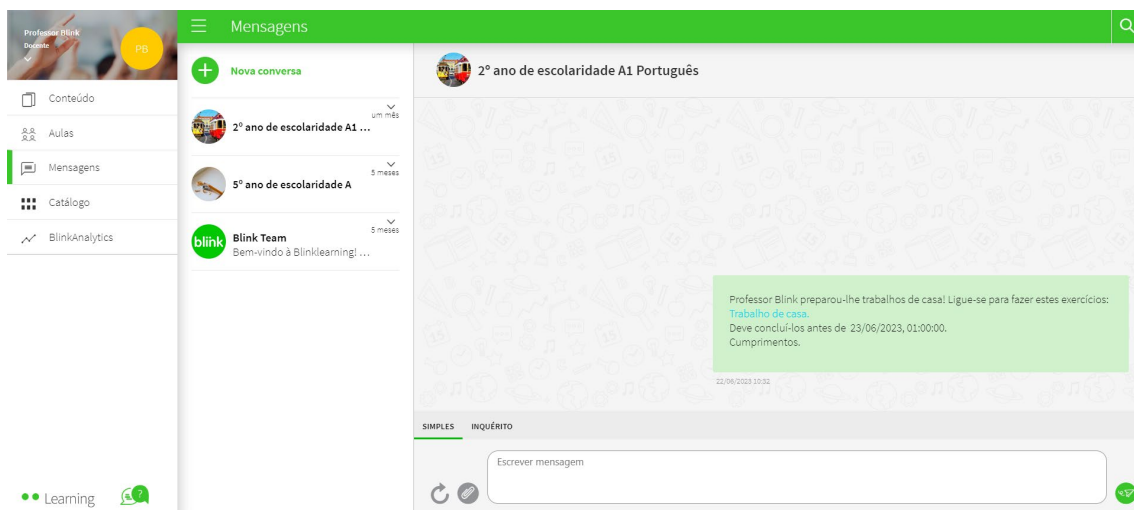 Professor Blink
Docente
PB
Conteúdo
Aulas
Mensagens
Catálogo
BlinkAnalytics
Learning
?
Mensagens
Nova conversa
um mês
2º ano de escolaridade A1 ...
5 meses
5º ano de escolaridade A
5 meses
blink
Blink Team
Bem-vindo à Blinklearning! ...
2º ano de escolaridade A1 Português
Professor Blink preparou-lhe trabalhos de casa! Ligue-se para fazer estes exercícios:
Trabalho de casa.
Deve concluí-los antes de 23/06/2023, 01:00:00.
Cumprimentos.
22/06/2023 10:32
SIMPLES INQUÉRITO
Escrever mensagem